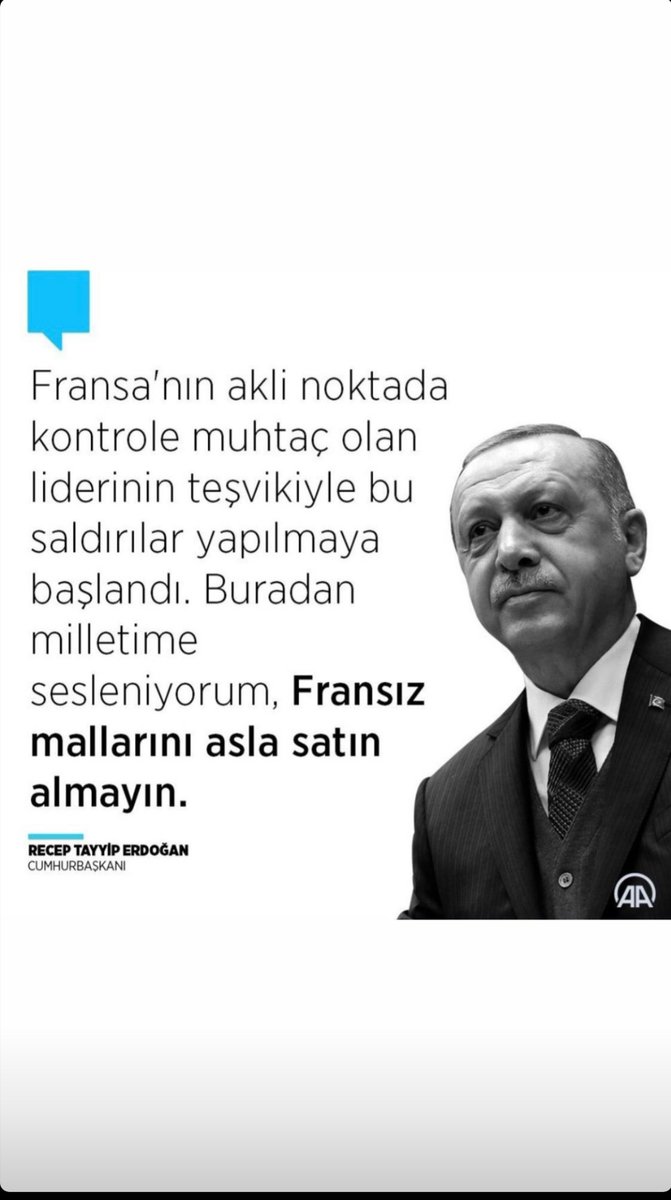 Fransa'nın akli noktada
kontrole muhtaç olan
liderinin teşvikiyle bu
saldırılar yapılmaya
başlandı. Buradan
milletime
sesleniyorum, Fransız
mallarını asla satın
almayın.
RECEP TAYYİP ERDOĞAN
CUMHURBAŞKANI
AA